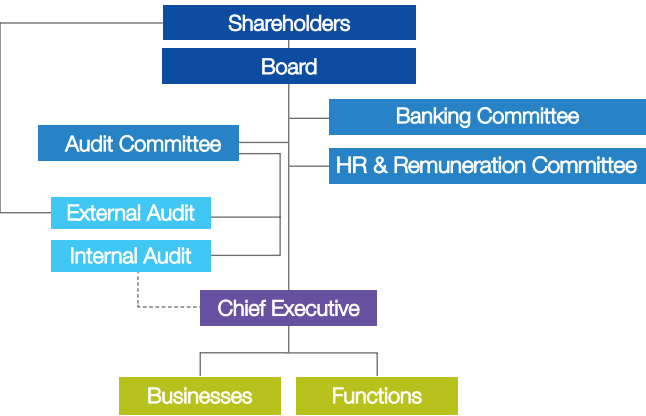 Shareholders
Board
Banking Committee
Audit Committee
HR & Remuneration Committee
External Audit
Internal Audit
Chief Executive
Businesses
Functions